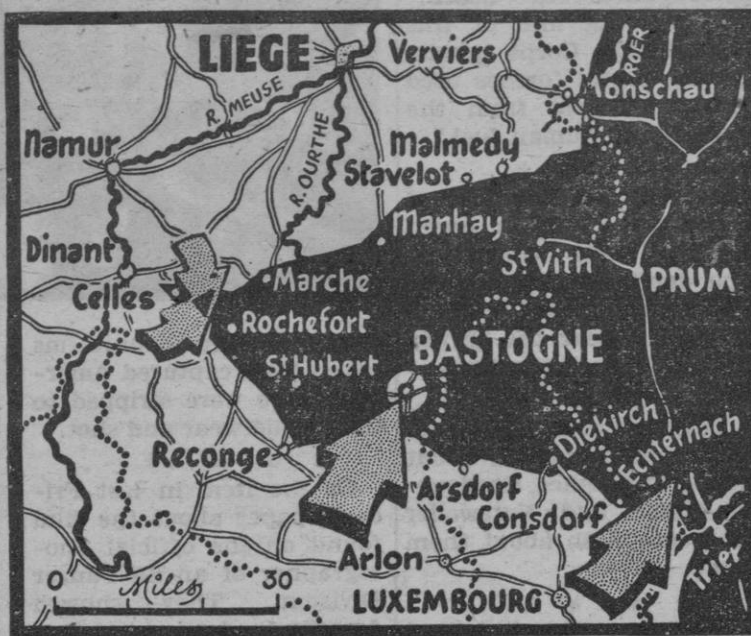 LIEGE
Verviers
ROER
Monschau
R. MEUSE
Namur
R. OURTHE
Malmedy
Stavelot
Manhay
Dinant
St Vith
Marche
PRUM
Celles
Rochefort
BASTOGNE
St Hubert
Diekirch
Echternach
Reconge
Arsdorf
Consdorf
Arlon
Trier
0 30
Miles
LUXEMBOURG